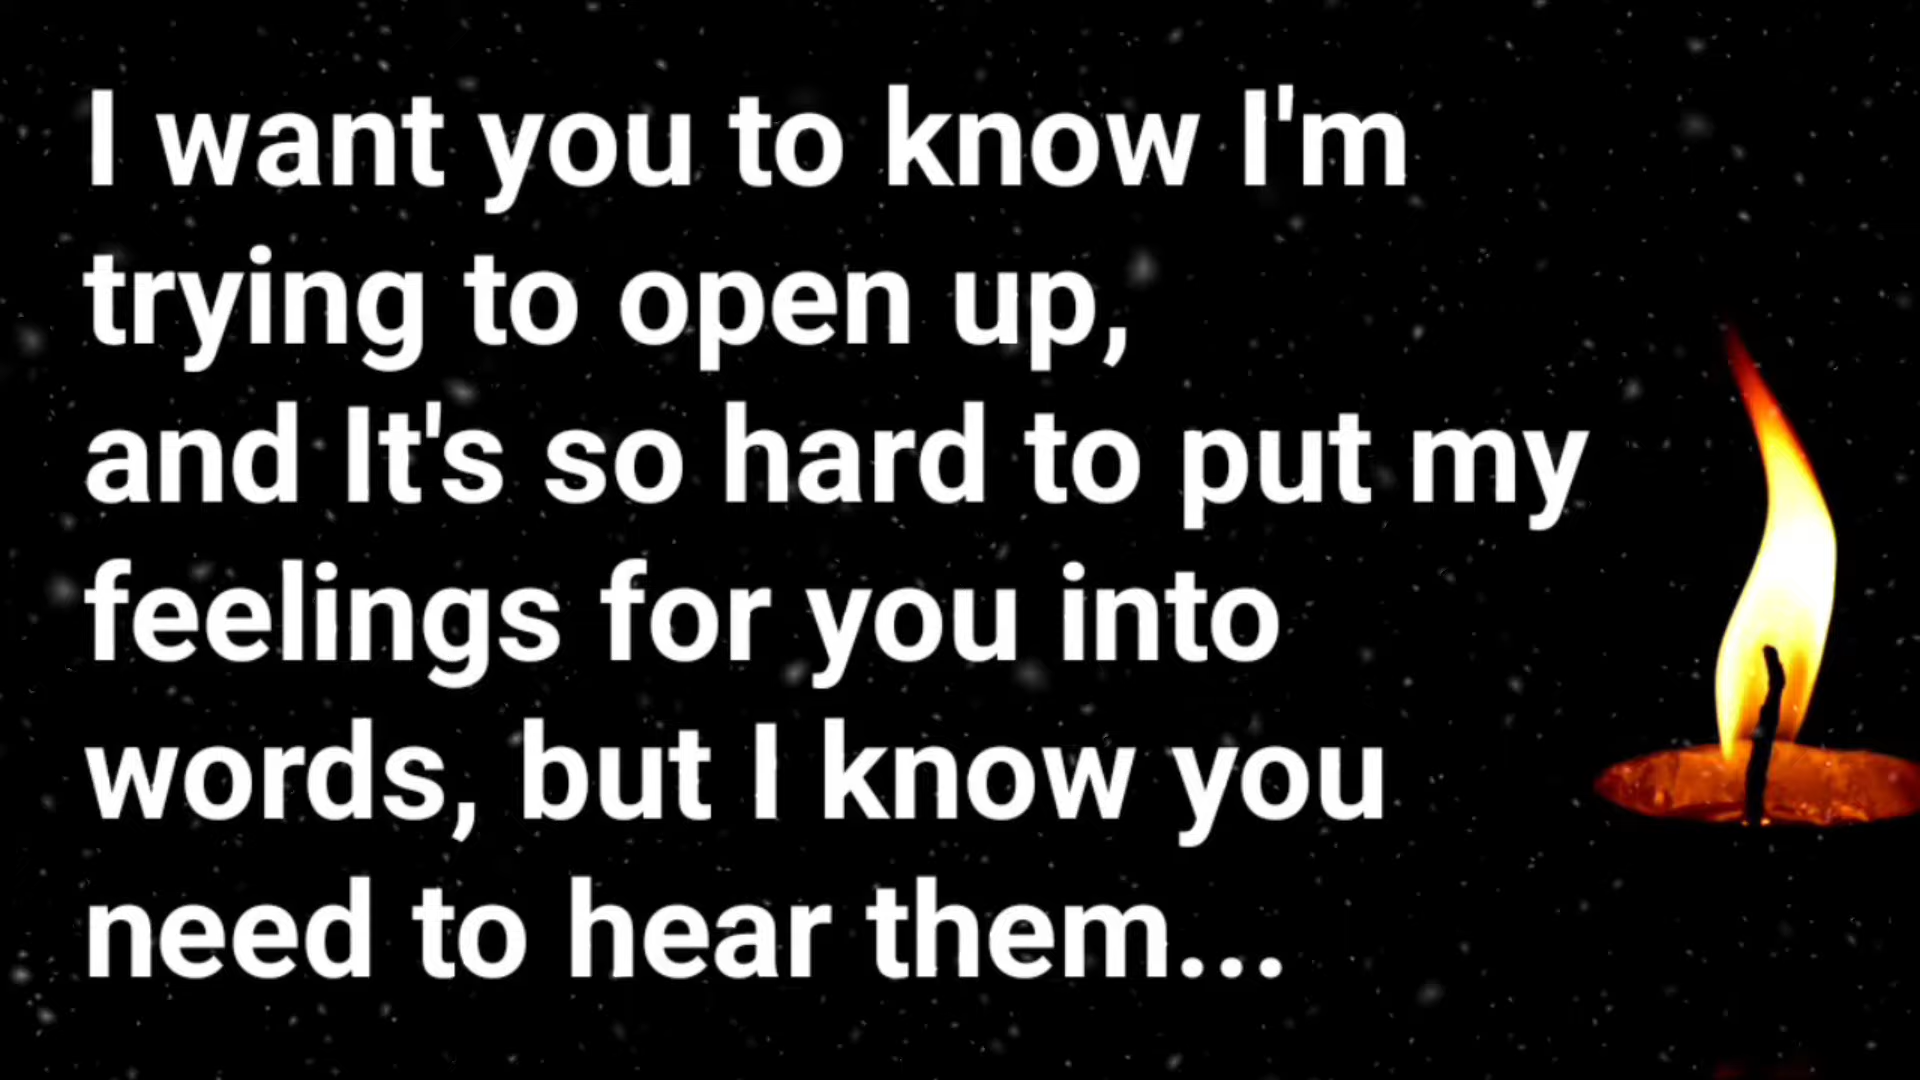 I want you to know I'm
trying to open up,
and It's so hard to put my
feelings for you into
words, but I know you
need to hear them...